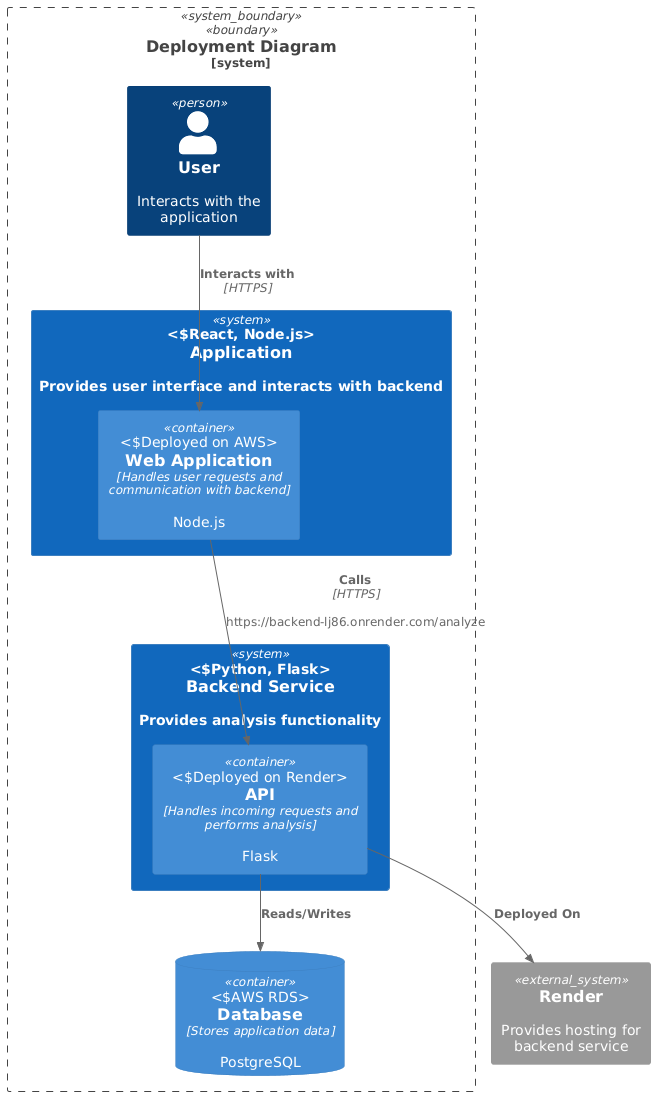 «system_boundary»
«boundary»
Deployment Diagram
[system]
«person»
User
Interacts with the
application
Interacts with
[HTTPS]
«system»
<$React, Node.js>
Application
Provides user interface and interacts with backend
«container»
<$Deployed on AWS>
Web Application
[Handles user requests and
communication with backend]
Node.js
Calls
[HTTPS]
https://backend-lj86.onrender.com/analyze
«system»
<$Python, Flask>
Backend Service
Provides analysis functionality
«container»
<$Deployed on Render>
API
[Handles incoming requests and
performs analysis]
Flask
Reads/Writes
Deployed On
«container»
<$AWS RDS>
Database
[Stores application data]
PostgreSQL
«external_system»
Render
Provides hosting for
backend service